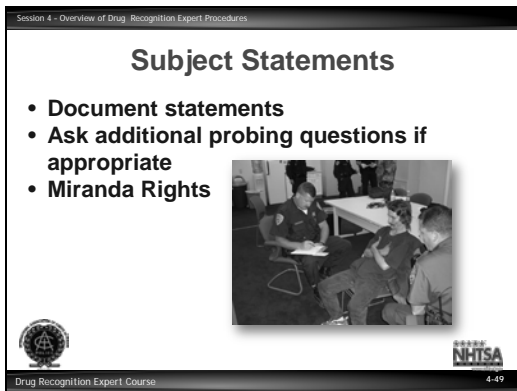 Session 4 - Overview of Drug Recognition Expert Procedures
Subject Statements
• Document statements
• Ask additional probing questions if
appropriate
• Miranda Rights
NHTSA
Drug Recognition Expert Course
4-49